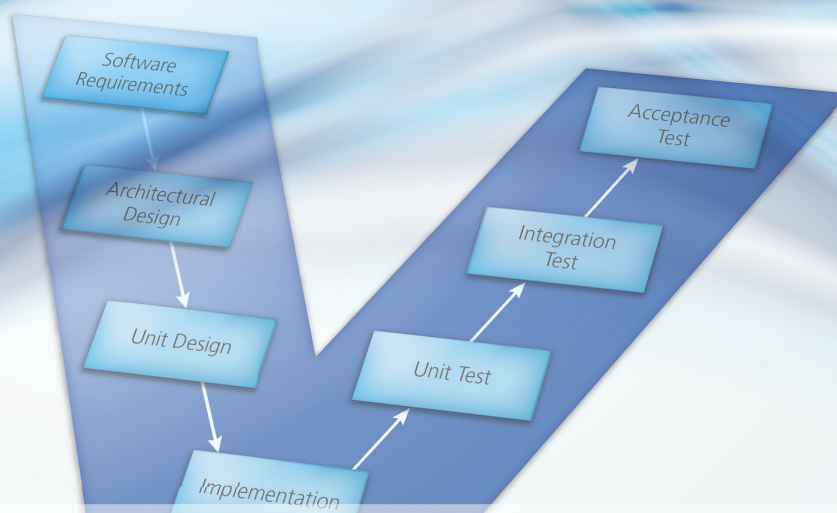 Software
Requirements
Architectural
Design
Unit Design
Implementation
Unit Test
Integration
Test
Acceptance
Test